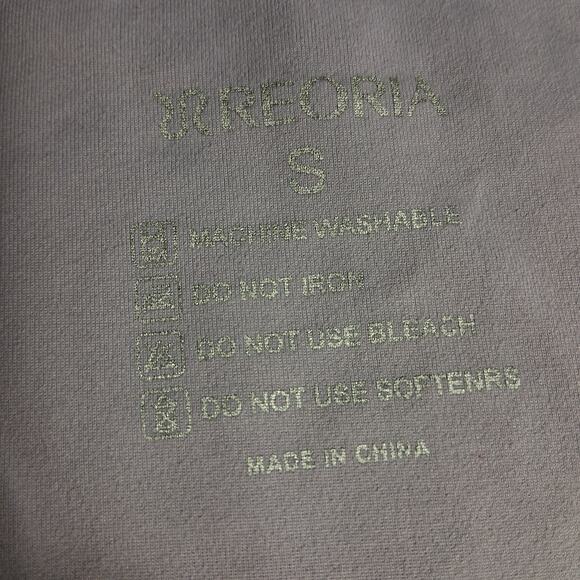 REORIA
S
MACHINE WASHABLE
DO NOT IRON
DO NOT USE BLEACH
DO NOT USE SOFTENRS
MADE IN CHINA